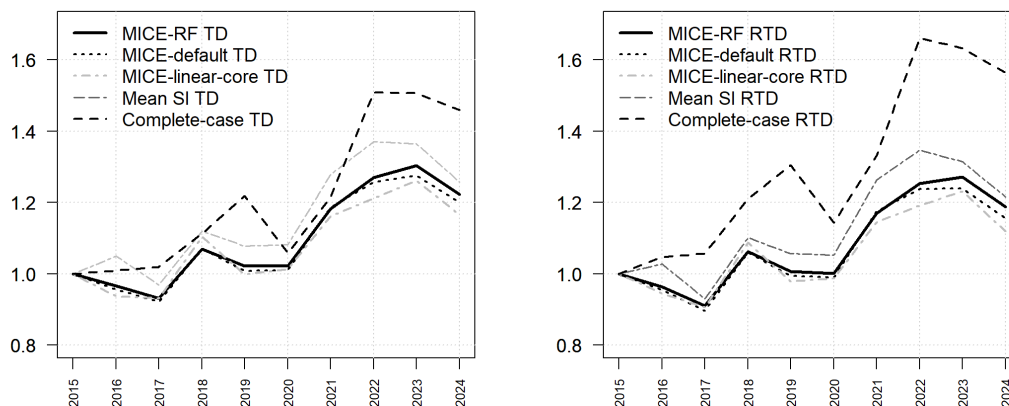 MICE-RF TD
MICE-default TD
MICE-linear-core TD
Mean SI TD
Complete-case TD
1.6
1.4
1.2
1.0
0.8
2015 2016 2017 2018 2019 2020 2021 2022 2023 2024
MICE-RF RTD
MICE-default RTD
MICE-linear-core RTD
Mean SI RTD
Complete-case RTD
1.6
1.4
1.2
1.0
0.8
2015 2016 2017 2018 2019 2020 2021 2022 2023 2024